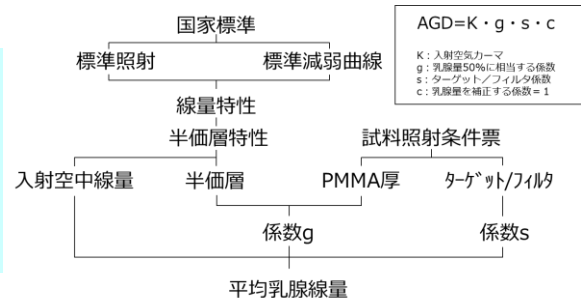 国家標準
標準照射 標準減弱曲線
線量特性
半価層特性 試料照射条件票
入射空中線量 半価層 PMMA厚 ﾀｰｹﾞｯﾄ/ﾌｨﾙﾀ
係数g 係数s
平均乳腺線量
AGD=K・g・s・c
K：入射空気カーマ
g：乳腺量50%に相当する係数
s：ターゲット／フィルタ係数
c：乳腺量を補正する係数＝1